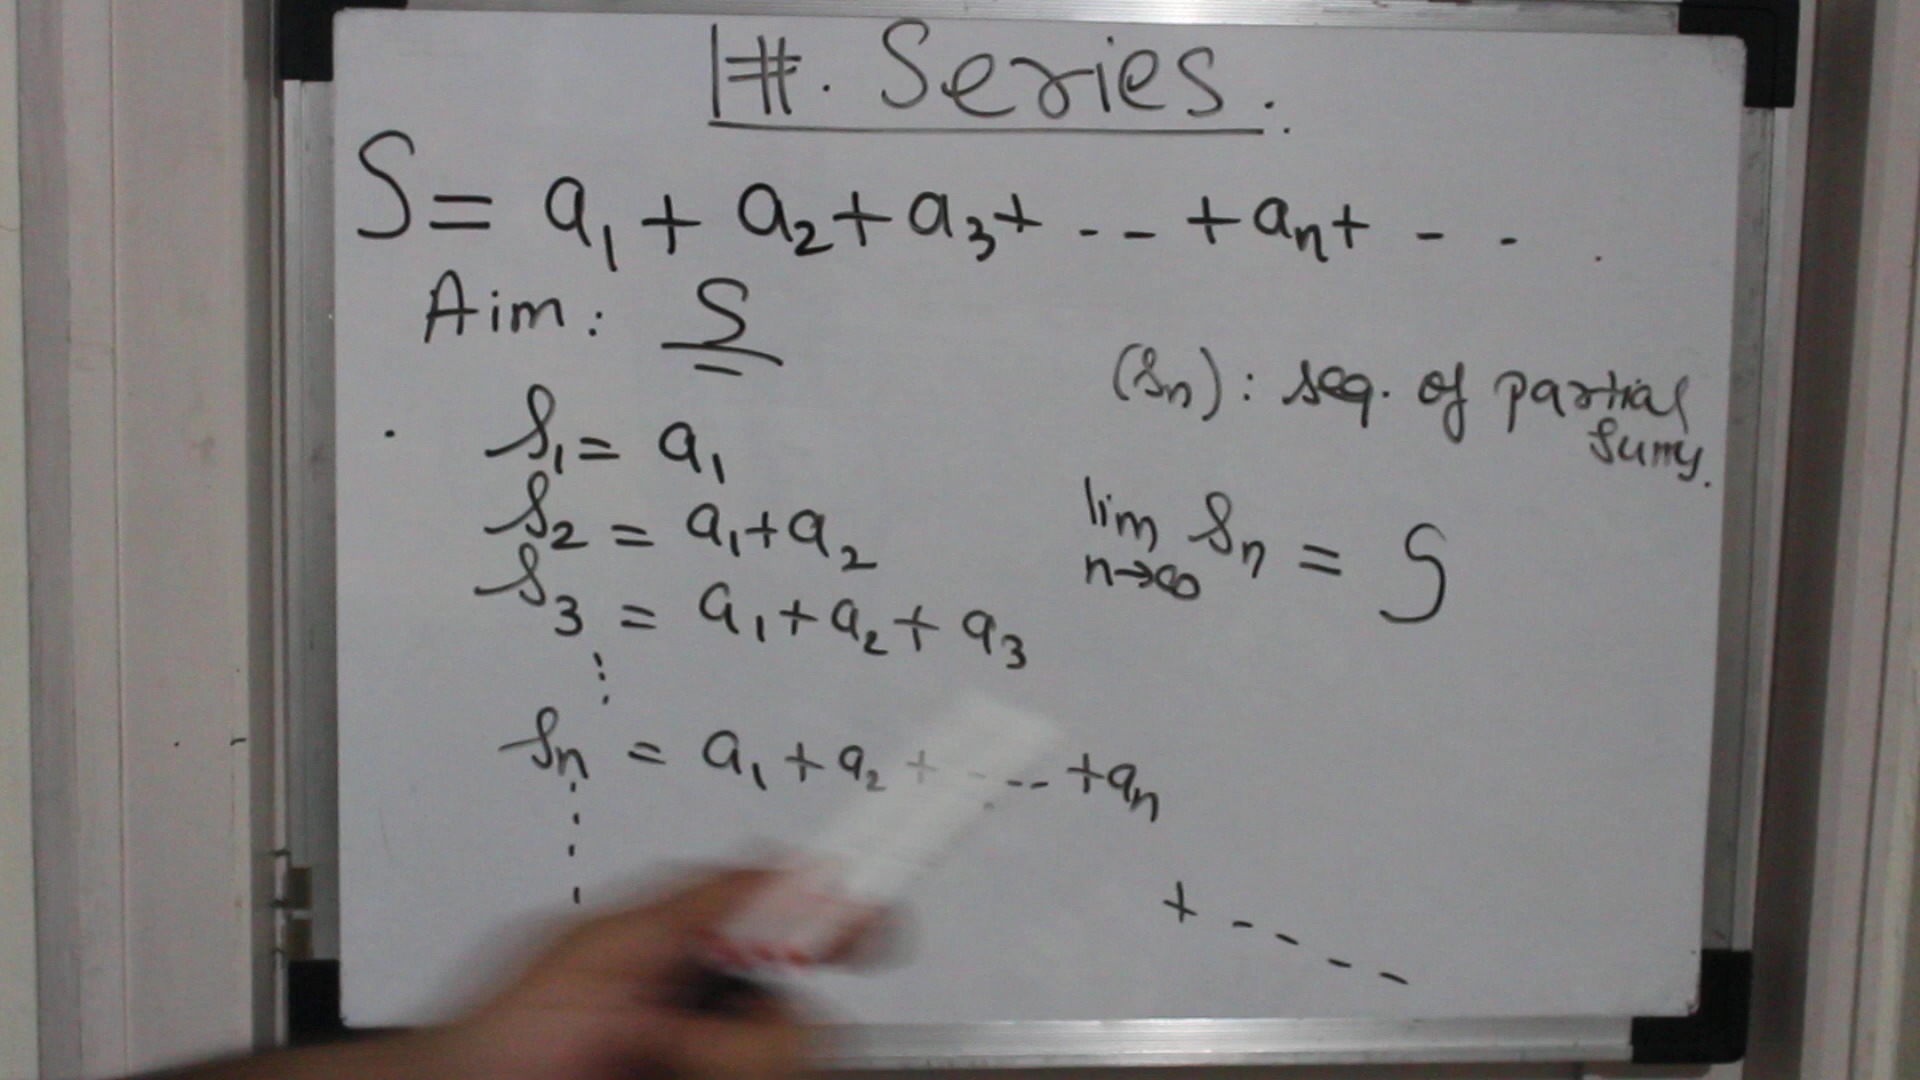 #. Series.
S = a₁ + a₂ + a₃ + ... + aₙ + - - .
Aim: S
(sₙ): seq. of partial
sums.
s₁ = a₁
s₂ = a₁ + a₂
lim sₙ = S
n→∞
s₃ = a₁ + a₂ + a₃
⋮
sₙ = a₁ + a₂ + ---- + aₙ
⋮
+ - - - -